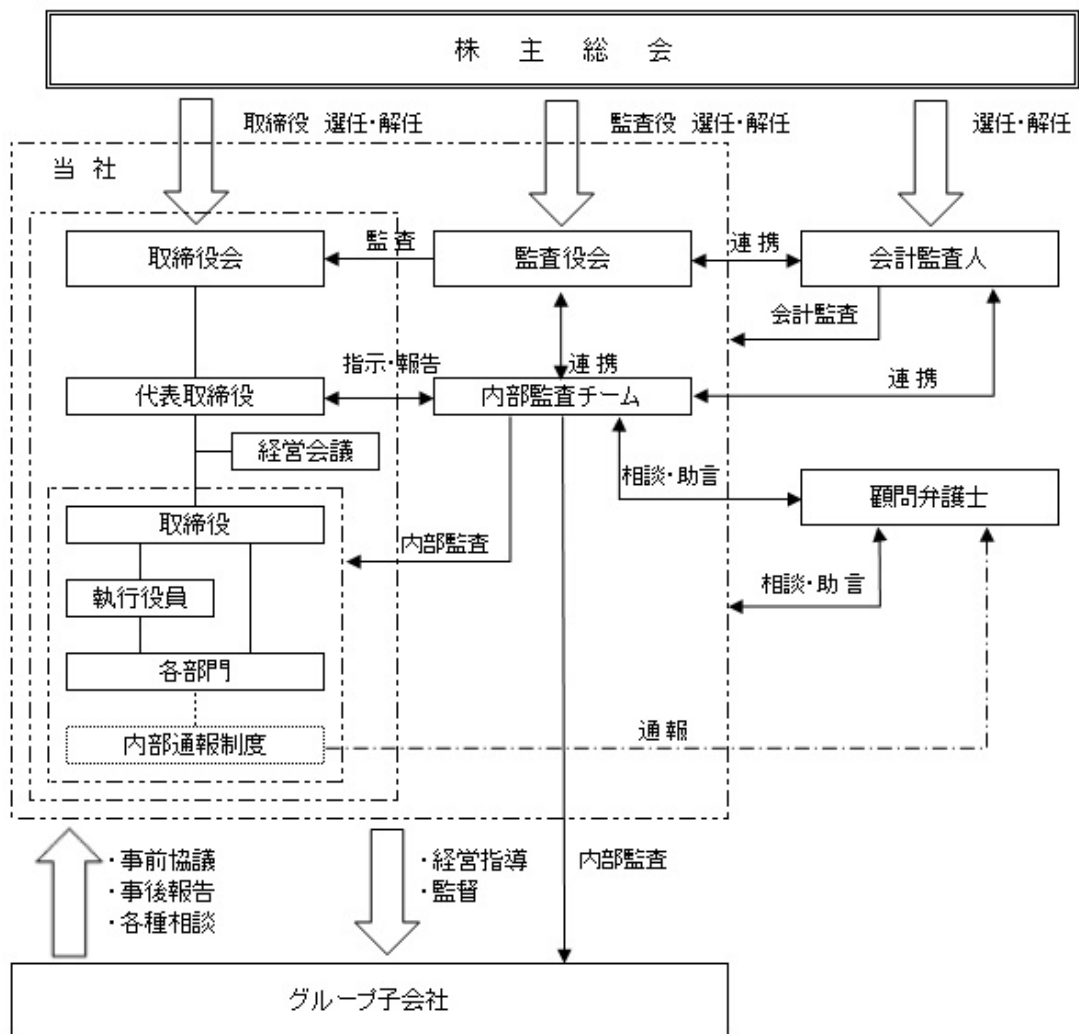 株主総会
取締役 選任・解任
監査役 選任・解任
選任・解任
当社
取締役会
監査
監査役会
連携
会計監査人
会計監査
指示・報告
連携
代表取締役
内部監査チーム
連携
経営会議
相談・助言
顧問弁護士
取締役
内部監査
執行役員
相談・助言
各部門
内部通報制度
通報
・事前協議
・事後報告
・各種相談
・経営指導
・監督
内部監査
グループ子会社